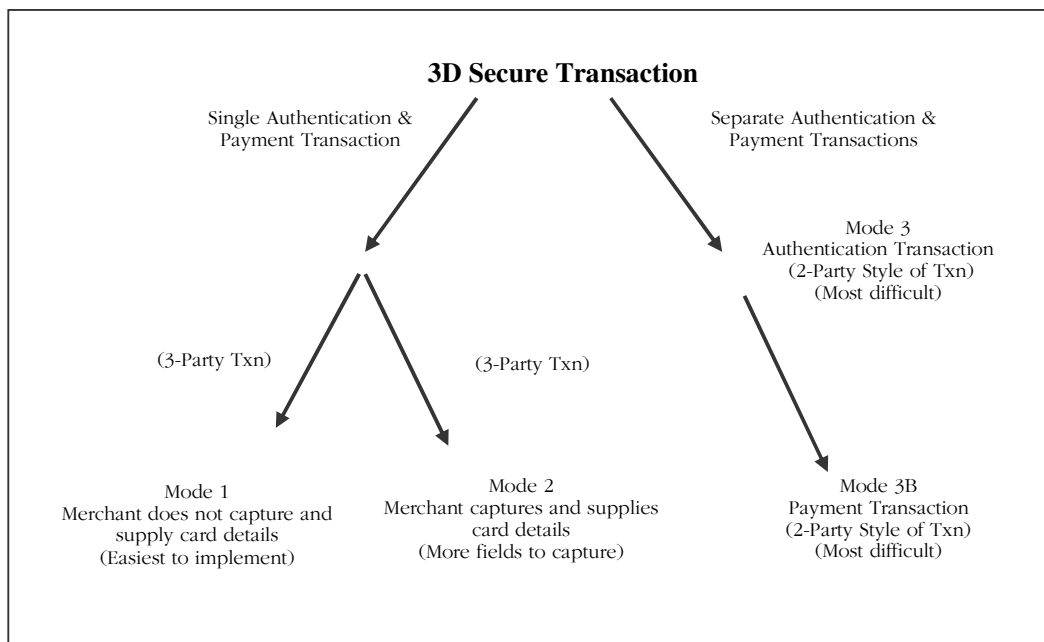 3D Secure Transaction
Single Authentication &
Payment Transaction
Separate Authentication &
Payment Transactions
Mode 3
Authentication Transaction
(2-Party Style of Txn)
(Most difficult)
(3-Party Txn)
(3-Party Txn)
Mode 1
Merchant does not capture and
supply card details
(Easiest to implement)
Mode 2
Merchant captures and supplies
card details
(More fields to capture)
Mode 3B
Payment Transaction
(2-Party Style of Txn)
(Most difficult)